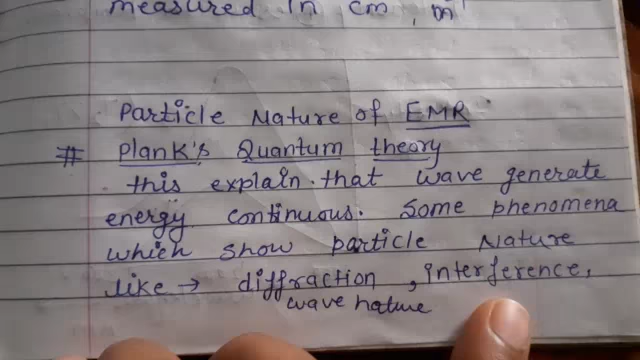 measured in cm, m⁻¹
Particle Nature of EMR
# Plank's Quantum theory
this explain that wave generate
energy continuous. Some phenomena
which show particle Nature
like → diffraction, interference,
wave nature